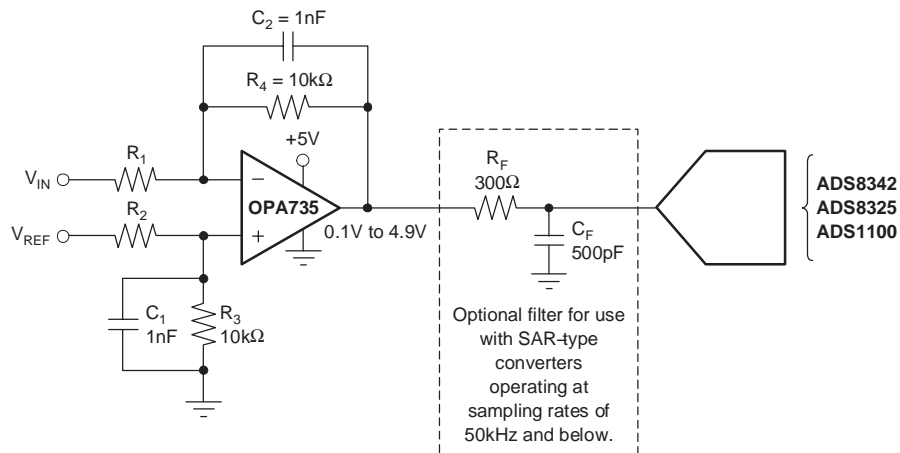 C2 = 1nF
R4 = 10kΩ
+5V
R1
VIN
−
OPA735
R2
VREF
+
0.1V to 4.9V
C1
1nF
R3
10kΩ
RF
300Ω
CF
500pF
Optional filter for use
with SAR-type
converters
operating at
sampling rates of
50kHz and below.
ADS8342
ADS8325
ADS1100